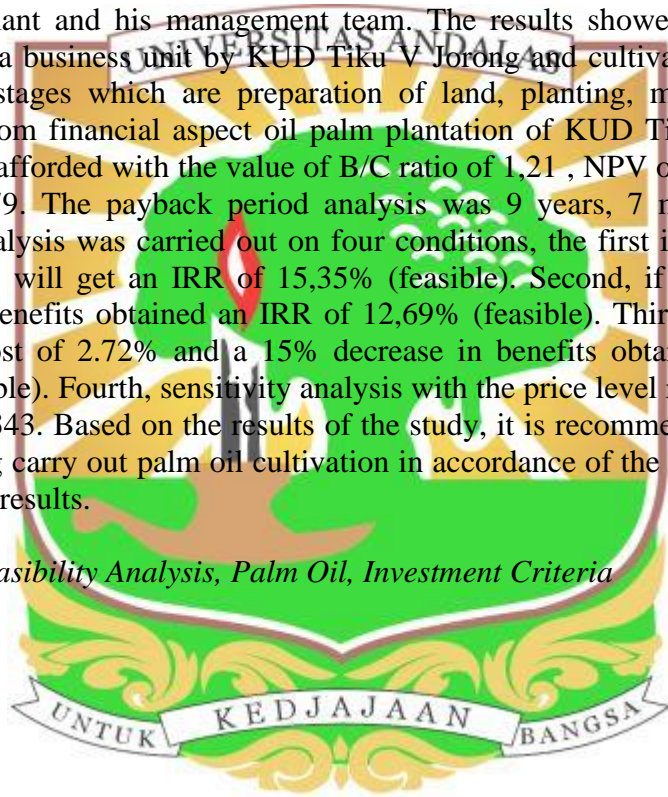 ant and his management team. The results showe
UNIVERSITAS ANDALAS
a business unit by KUD Tiku V Jorong and cultiva
stages which are preparation of land, planting, m
om financial aspect oil palm plantation of KUD Ti
afforded with the value of B/C ratio of 1,21 , NPV o
79. The payback period analysis was 9 years, 7 m
alysis was carried out on four conditions, the first i
will get an IRR of 15,35% (feasible). Second, if
enefits obtained an IRR of 12,69% (feasible). Thir
ost of 2.72% and a 15% decrease in benefits obta
ble). Fourth, sensitivity analysis with the price level
343. Based on the results of the study, it is recomme
g carry out palm oil cultivation in accordance of the
results.
asibility Analysis, Palm Oil, Investment Criteria
UNTUK KEDJAJAAN BANGSA